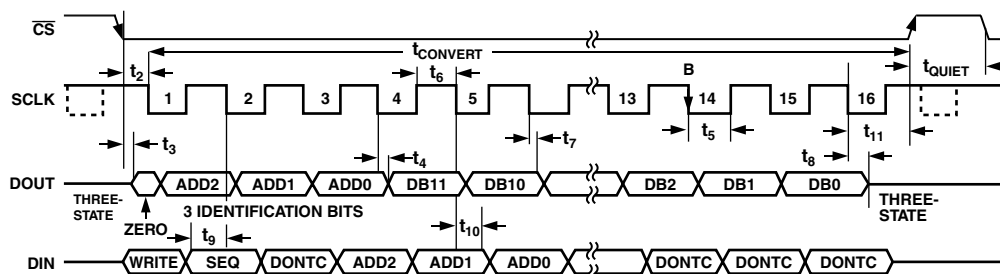 CS
tCONVERT
t2
t6
B
tQUIET
SCLK
1 2 3 4 5 13 14 15 16
t3
t4
t7
t5
t8
t11
DOUT
ADD2 ADD1 ADD0 DB11 DB10 DB2 DB1 DB0
THREE-
STATE
ZERO
3 IDENTIFICATION BITS
THREE-
STATE
t9
t10
DIN
WRITE SEQ DONTC ADD2 ADD1 ADD0 DONTC DONTC DONTC